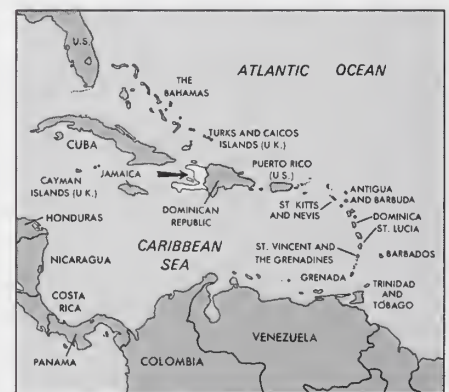 U.S.
ATLANTIC OCEAN
THE
BAHAMAS
TURKS AND CAICOS
ISLANDS (U K.)
CUBA
PUERTO RICO
(U.S.)
CAYMAN
ISLANDS (U K.)
JAMAICA
DOMINICAN
REPUBLIC
ST. KITTS
AND NEVIS
ANTIGUA
AND BARBUDA
DOMINICA
ST. LUCIA
HONDURAS
CARIBBEAN
SEA
ST. VINCENT AND
THE GRENADINES
BARBADOS
NICARAGUA
GRENADA
COSTA
RICA
TRINIDAD
AND
TOBAGO
PANAMA
COLOMBIA
VENEZUELA